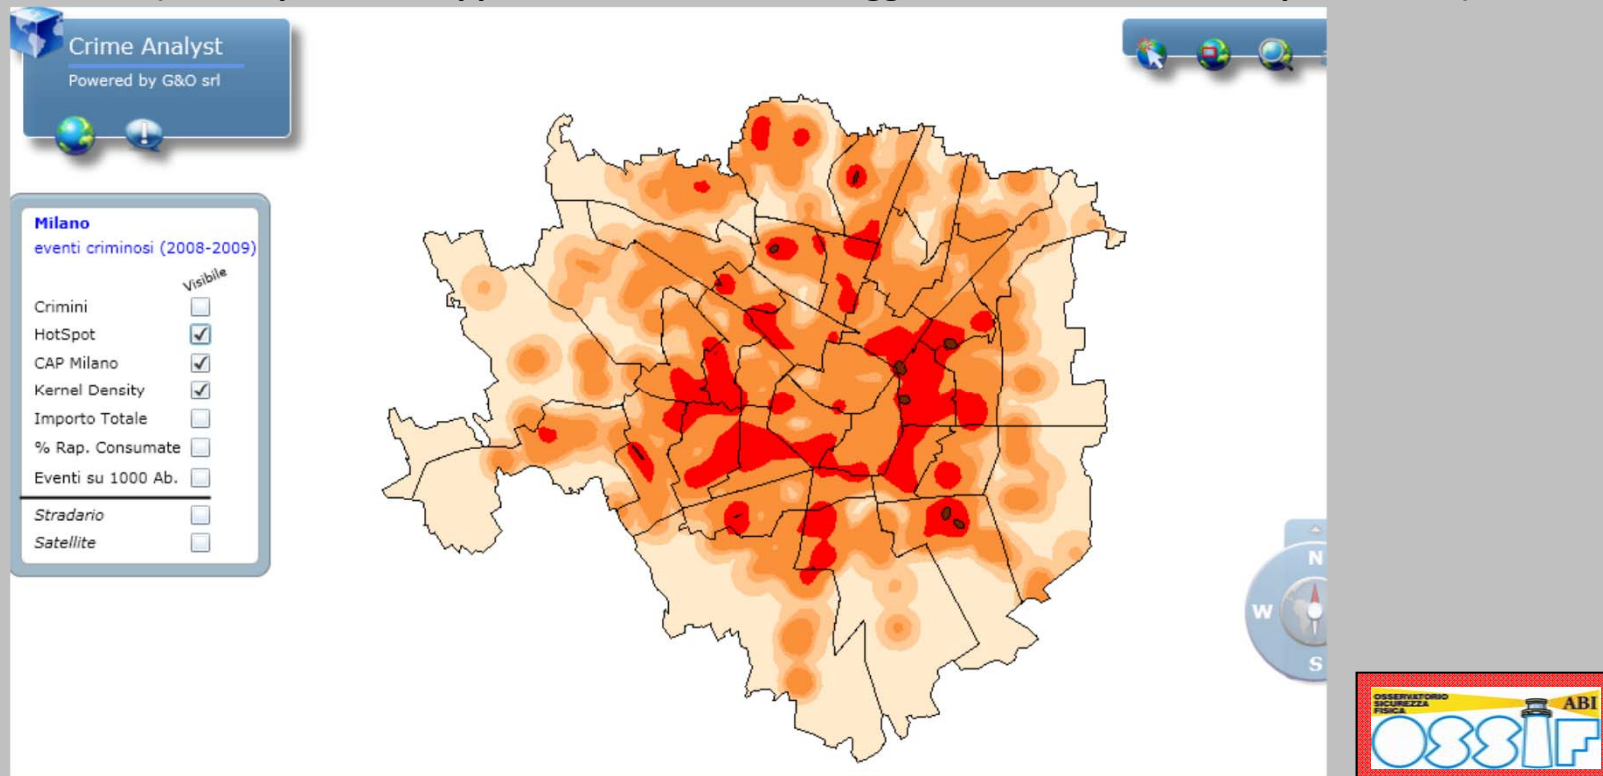 Crime Analyst
Powered by G&O srl
Milano
eventi criminosi (2008-2009)
Visibile
Crimini
HotSpot
CAP Milano
Kernel Density
Importo Totale
% Rap. Consumate
Eventi su 1000 Ab.
Stradario
Satellite
N
W
S
OSSERVATORIO
SICUREZZA
FISICA
ABI
OSSIF